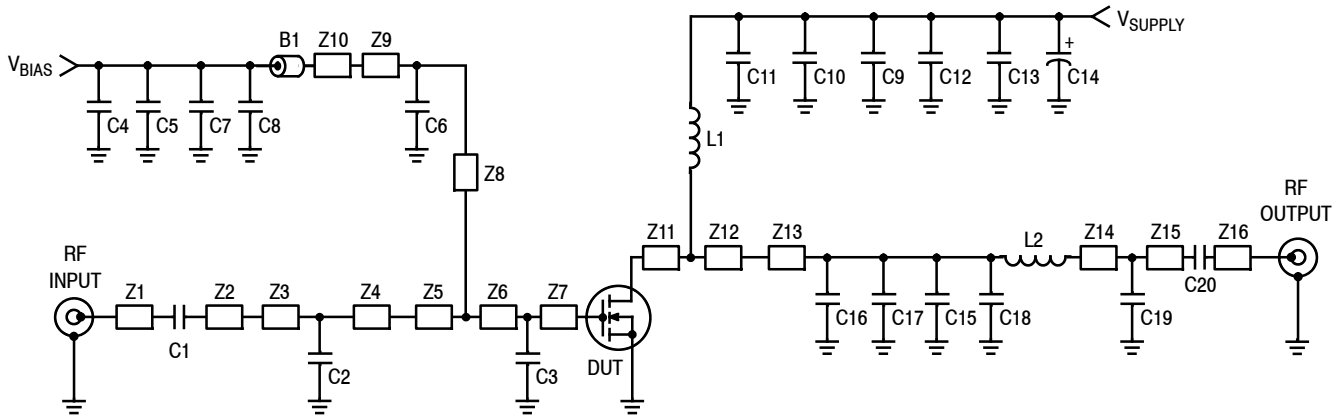 B1
Z10
Z9
VBIAS
C4
C5
C7
C8
C6
Z8
VSUPPLY
+
C11
C10
C9
C12
C13
C14
L1
RF
INPUT
Z1
C1
Z2
Z3
C2
Z4
Z5
Z6
C3
Z7
DUT
Z11
Z12
Z13
C16
C17
C15
C18
L2
Z14
C19
Z15
C20
Z16
RF
OUTPUT